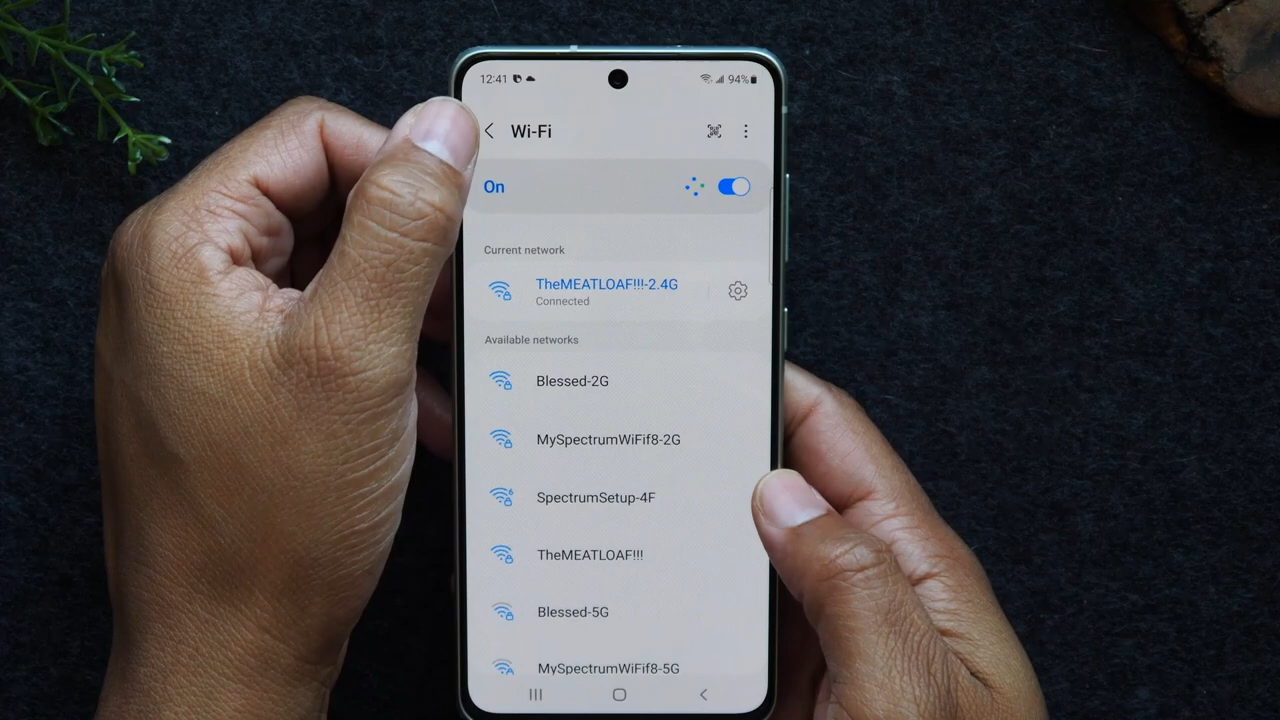 12:41 94%
Wi-Fi
On
Current network
TheMEATLOAF!!!-2.4G
Connected
Available networks
Blessed-2G
MySpectrumWiFif8-2G
SpectrumSetup-4F
TheMEATLOAF!!!
Blessed-5G
MySpectrumWiFif8-5G